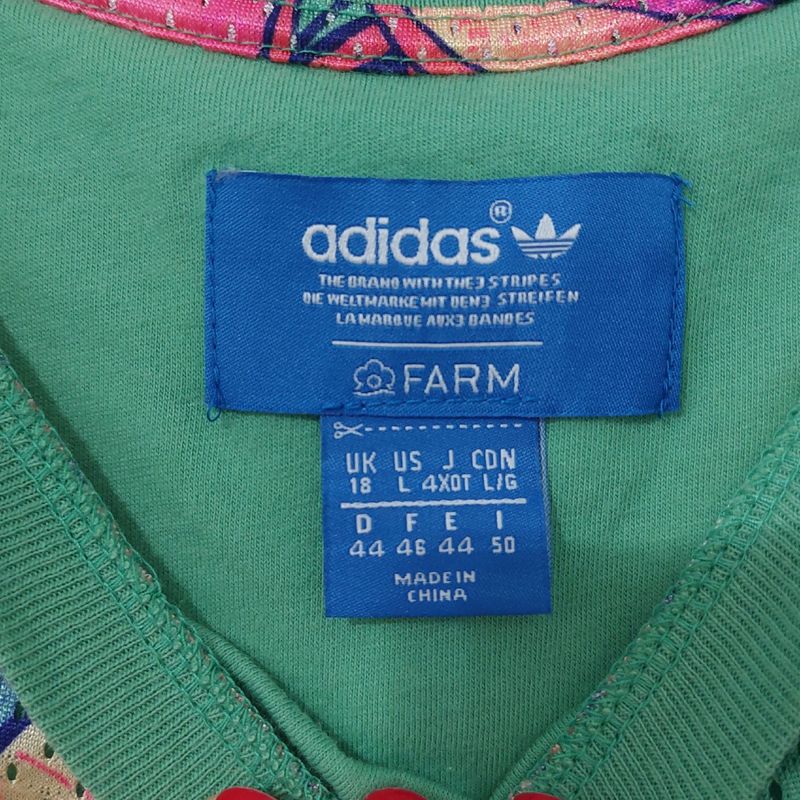 adidas®
THE BRAND WITH THE 3 STRIPES
DIE WELTMARKE MIT DEN 3 STREIFEN
LA MARQUE AUX 3 BANDES
FARM
UK US J CDN
18 L 4XOT L/G
D F E I
44 46 44 50
MADE IN
CHINA